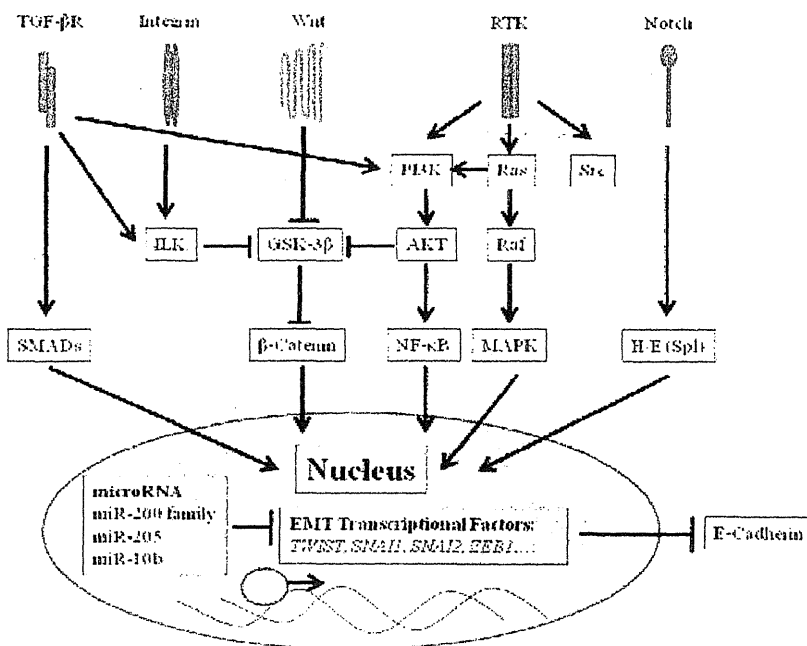 TGF-βR Integrin Wnt RTK Notch
PI3K Ras Src
ILK GSK-3β AKT Raf
SMADs β-Catenin NF-κB MAPK H-E (Spl)
Nucleus
microRNA
miR-200 family
miR-205
miR-10b
EMT Transcriptional Factors:
TWIST, SNAI1, SNAI2, ZEB1,...:
E-Cadherin